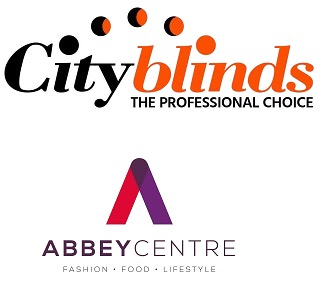 Cityblinds
THE PROFESSIONAL CHOICE
ABBEYCENTRE
FASHION • FOOD • LIFESTYLE